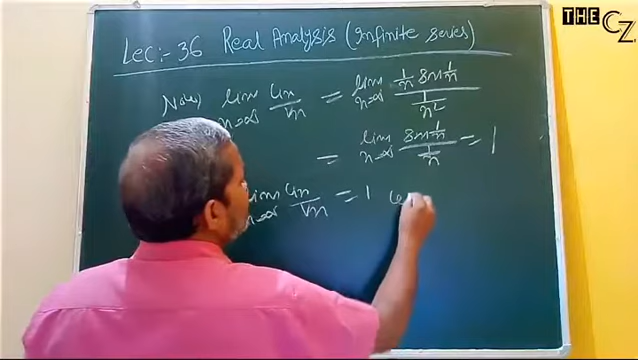 Lec:- 36 Real Analysis (Infinite series)
Now, lim n→∞ Un/Vn = lim n→∞ (1/n sin 1/n)/(1/n²)
= lim n→∞ (sin 1/n)/(1/n) = 1
lim n→∞ Un/Vn = 1
THE CZ